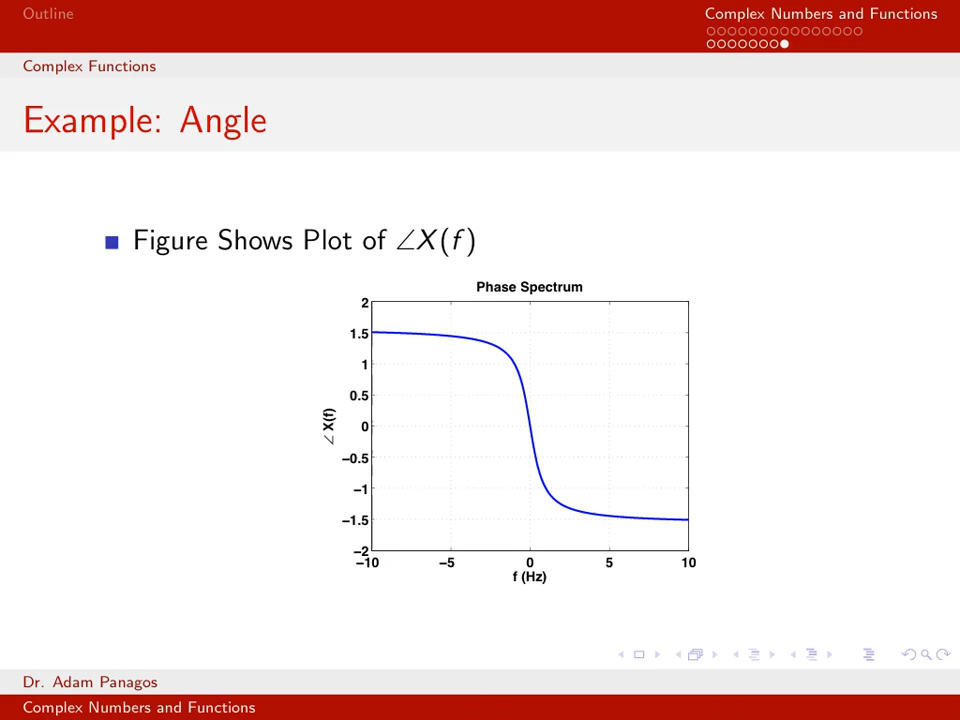 Outline
Complex Numbers and Functions
Complex Functions
Example: Angle
Figure Shows Plot of ∠X(f)
Phase Spectrum
2
1.5
1
0.5
0
−0.5
−1
−1.5
−2
∠ X(f)
−10 −5 0 5 10
f (Hz)
Dr. Adam Panagos
Complex Numbers and Functions